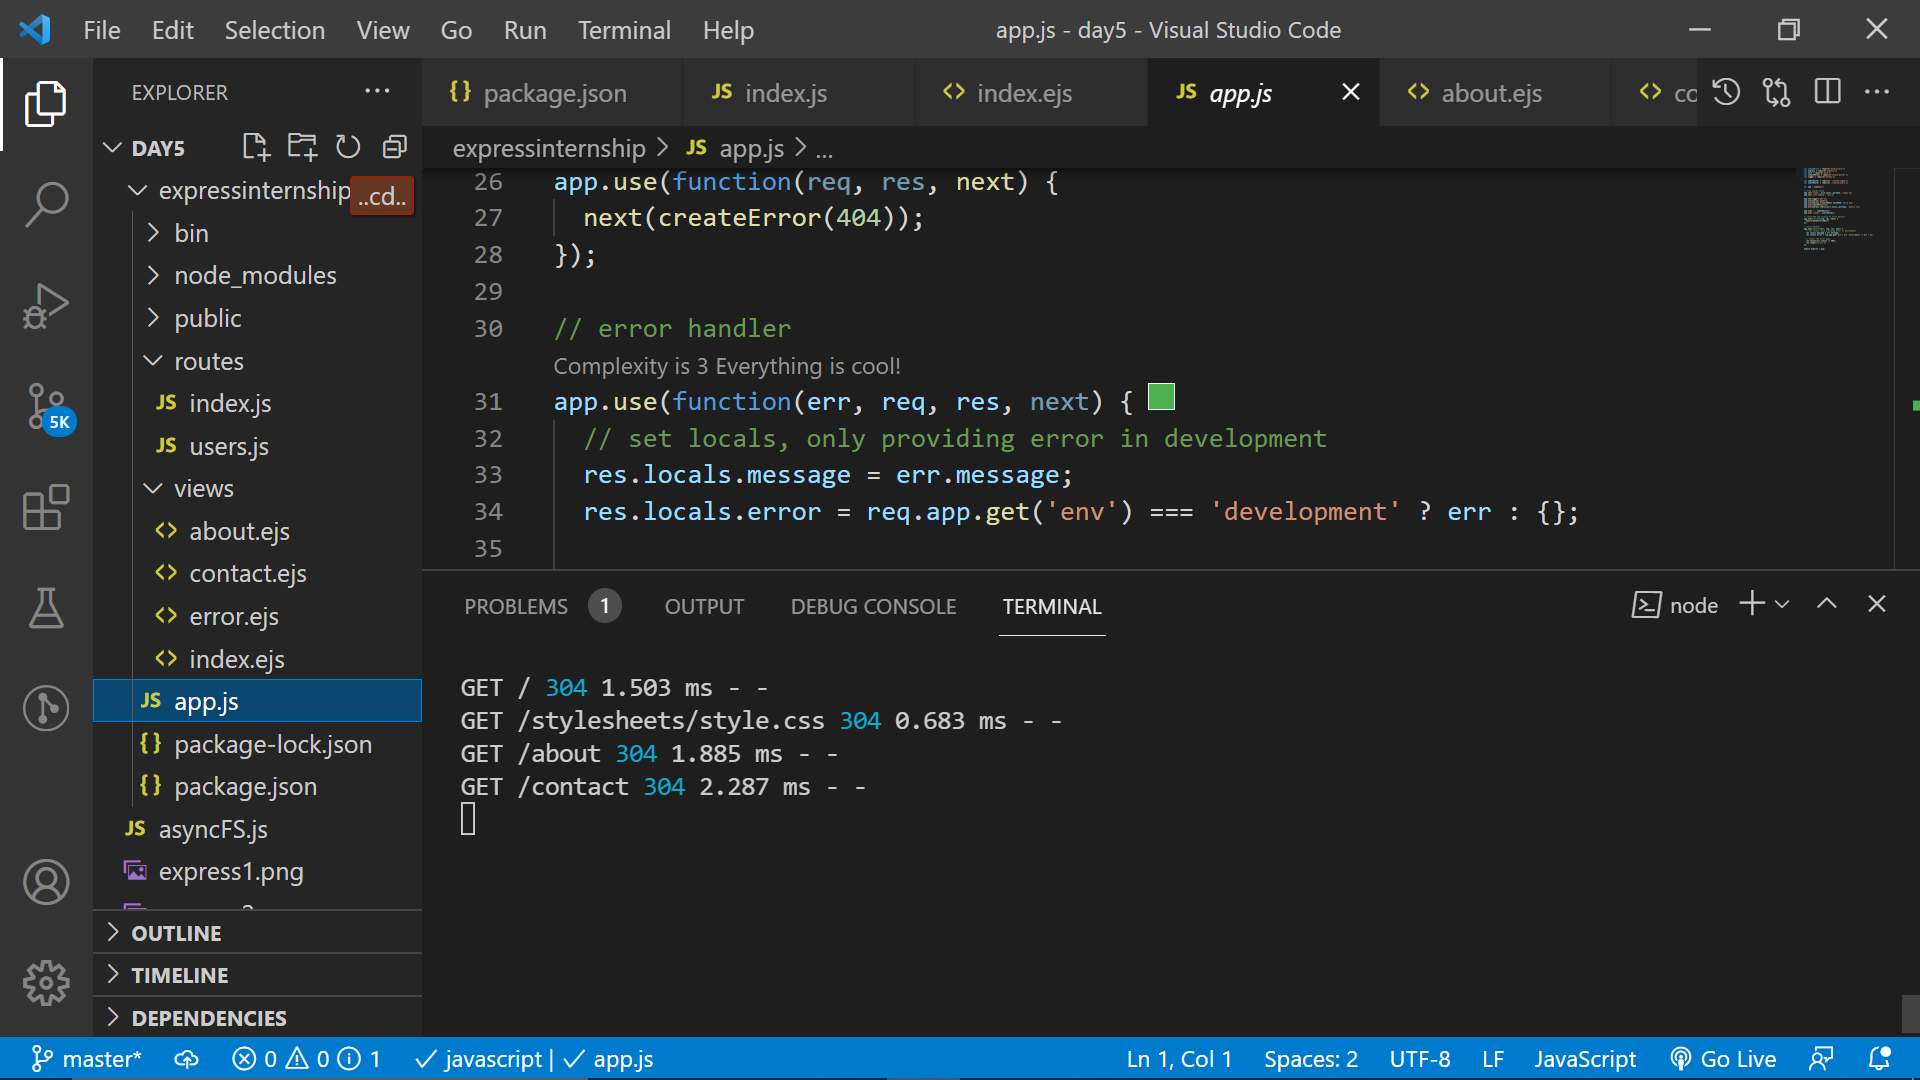 File Edit Selection View Go Run Terminal Help app.js - day5 - Visual Studio Code
EXPLORER
DAY5
expressinternship ..cd..
bin
node_modules
public
routes
JS index.js
JS users.js
views
<> about.ejs
<> contact.ejs
<> error.ejs
<> index.ejs
JS app.js
{} package-lock.json
{} package.json
JS asyncFS.js
express1.png
OUTLINE
TIMELINE
DEPENDENCIES
5K
{} package.json JS index.js <> index.ejs JS app.js <> about.ejs <> co
expressinternship > JS app.js > ...
26 app.use(function(req, res, next) {
27 next(createError(404));
28 });
29
30 // error handler
Complexity is 3 Everything is cool!
31 app.use(function(err, req, res, next) {
32 // set locals, only providing error in development
33 res.locals.message = err.message;
34 res.locals.error = req.app.get('env') === 'development' ? err : {};
35
PROBLEMS 1 OUTPUT DEBUG CONSOLE TERMINAL node
GET / 304 1.503 ms - -
GET /stylesheets/style.css 304 0.683 ms - -
GET /about 304 1.885 ms - -
GET /contact 304 2.287 ms - -
master* 0 0 1 javascript | app.js Ln 1, Col 1 Spaces: 2 UTF-8 LF JavaScript Go Live